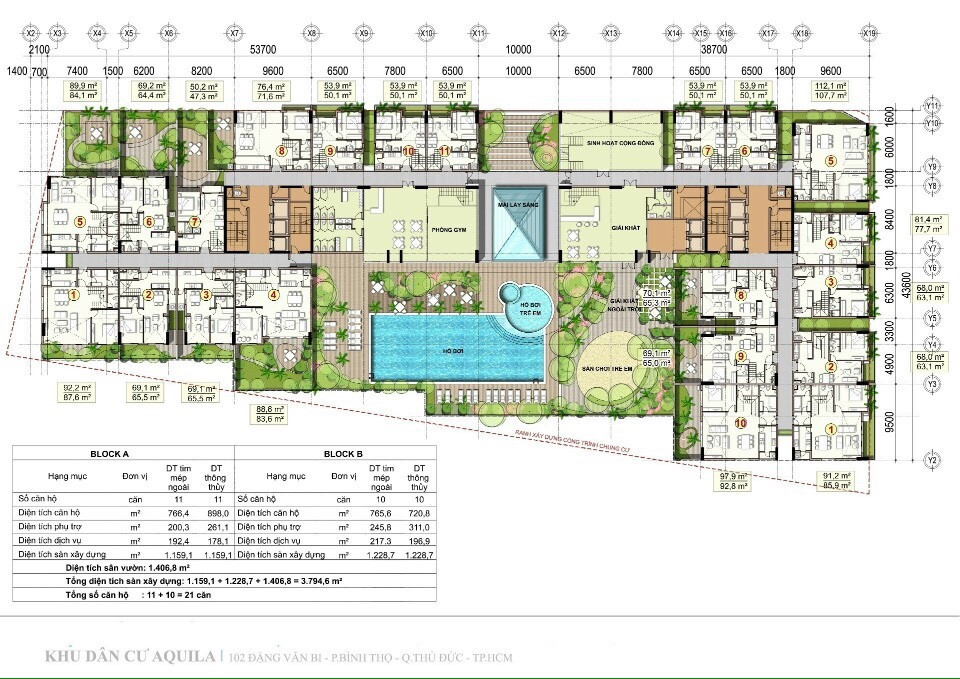 X2 X3 X4 X5 X6 X7 X8 X9 X10 X11 X12 X13 X14 X15 X16 X17 X18 X19
2100 53700 10000 38700
1400 700 7400 1500 6200 8200 9600 6500 7800 6500 10000 6500 7800 6500 6500 1800 9600
89,9 m² 69,2 m² 50,2 m² 76,4 m² 53,9 m² 53,9 m² 53,9 m² 53,9 m² 53,9 m² 112,1 m²
84,1 m² 64,4 m² 47,3 m² 71,6 m² 50,1 m² 50,1 m² 50,1 m² 50,1 m² 50,1 m² 107,7 m²
Y11
1600
Y10
SINH HOẠT CỘNG ĐỒNG
8 9 10 11 7 6 5
6000
Y9
1800
Y8
MÁI LẤY SÁNG
5 6 7
PHÒNG GYM
GIẢI KHÁT
4
8400
81,4 m²
77,7 m²
Y7
1800
Y6
1 2 3 4
HỒ BƠI
TRẺ EM
GIẢI KHÁT
NGOÀI TRỜI
70,1 m²
65,3 m²
8 3
6300
43600
68,0 m²
63,1 m²
Y5
3300
Y4
HỒ BƠI
69,1 m²
65,0 m²
SÂN CHƠI TRẺ EM
9 2
4900
68,0 m²
63,1 m²
Y3
92,2 m² 69,1 m² 69,1 m²
87,6 m² 65,5 m² 65,5 m²
88,6 m²
83,6 m²
10 1
9500
RANH XÂY DỰNG CÔNG TRÌNH CHUNG CƯ
Y2
97,9 m² 91,2 m²
92,8 m² 85,9 m²
BLOCK A BLOCK B
Hạng mục Đơn vị DT tim mép ngoài DT thông thủy Hạng mục Đơn vị DT tim mép ngoài DT thông thủy
Số căn hộ căn 11 11 Số căn hộ căn 10 10
Diện tích căn hộ m² 766,4 898,0 Diện tích căn hộ m² 765,6 720,8
Diện tích phụ trợ m² 200,3 261,1 Diện tích phụ trợ m² 245,8 311,0
Diện tích dịch vụ m² 192,4 178,1 Diện tích dịch vụ m² 217.3 196,9
Diện tích sàn xây dựng m² 1.159,1 1.159,1 Diện tích sàn xây dựng m² 1.228,7 1.228,7
Diện tích sân vườn: 1.406,8 m²
Tổng diện tích sàn xây dựng: 1.159,1 + 1.228,7 + 1.406,8 = 3.794,6 m²
Tổng số căn hộ : 11 + 10 = 21 căn
KHU DÂN CƯ AQUILA | 102 ĐẶNG VĂN BI - P.BÌNH THỌ - Q.THỦ ĐỨC - TP.HCM